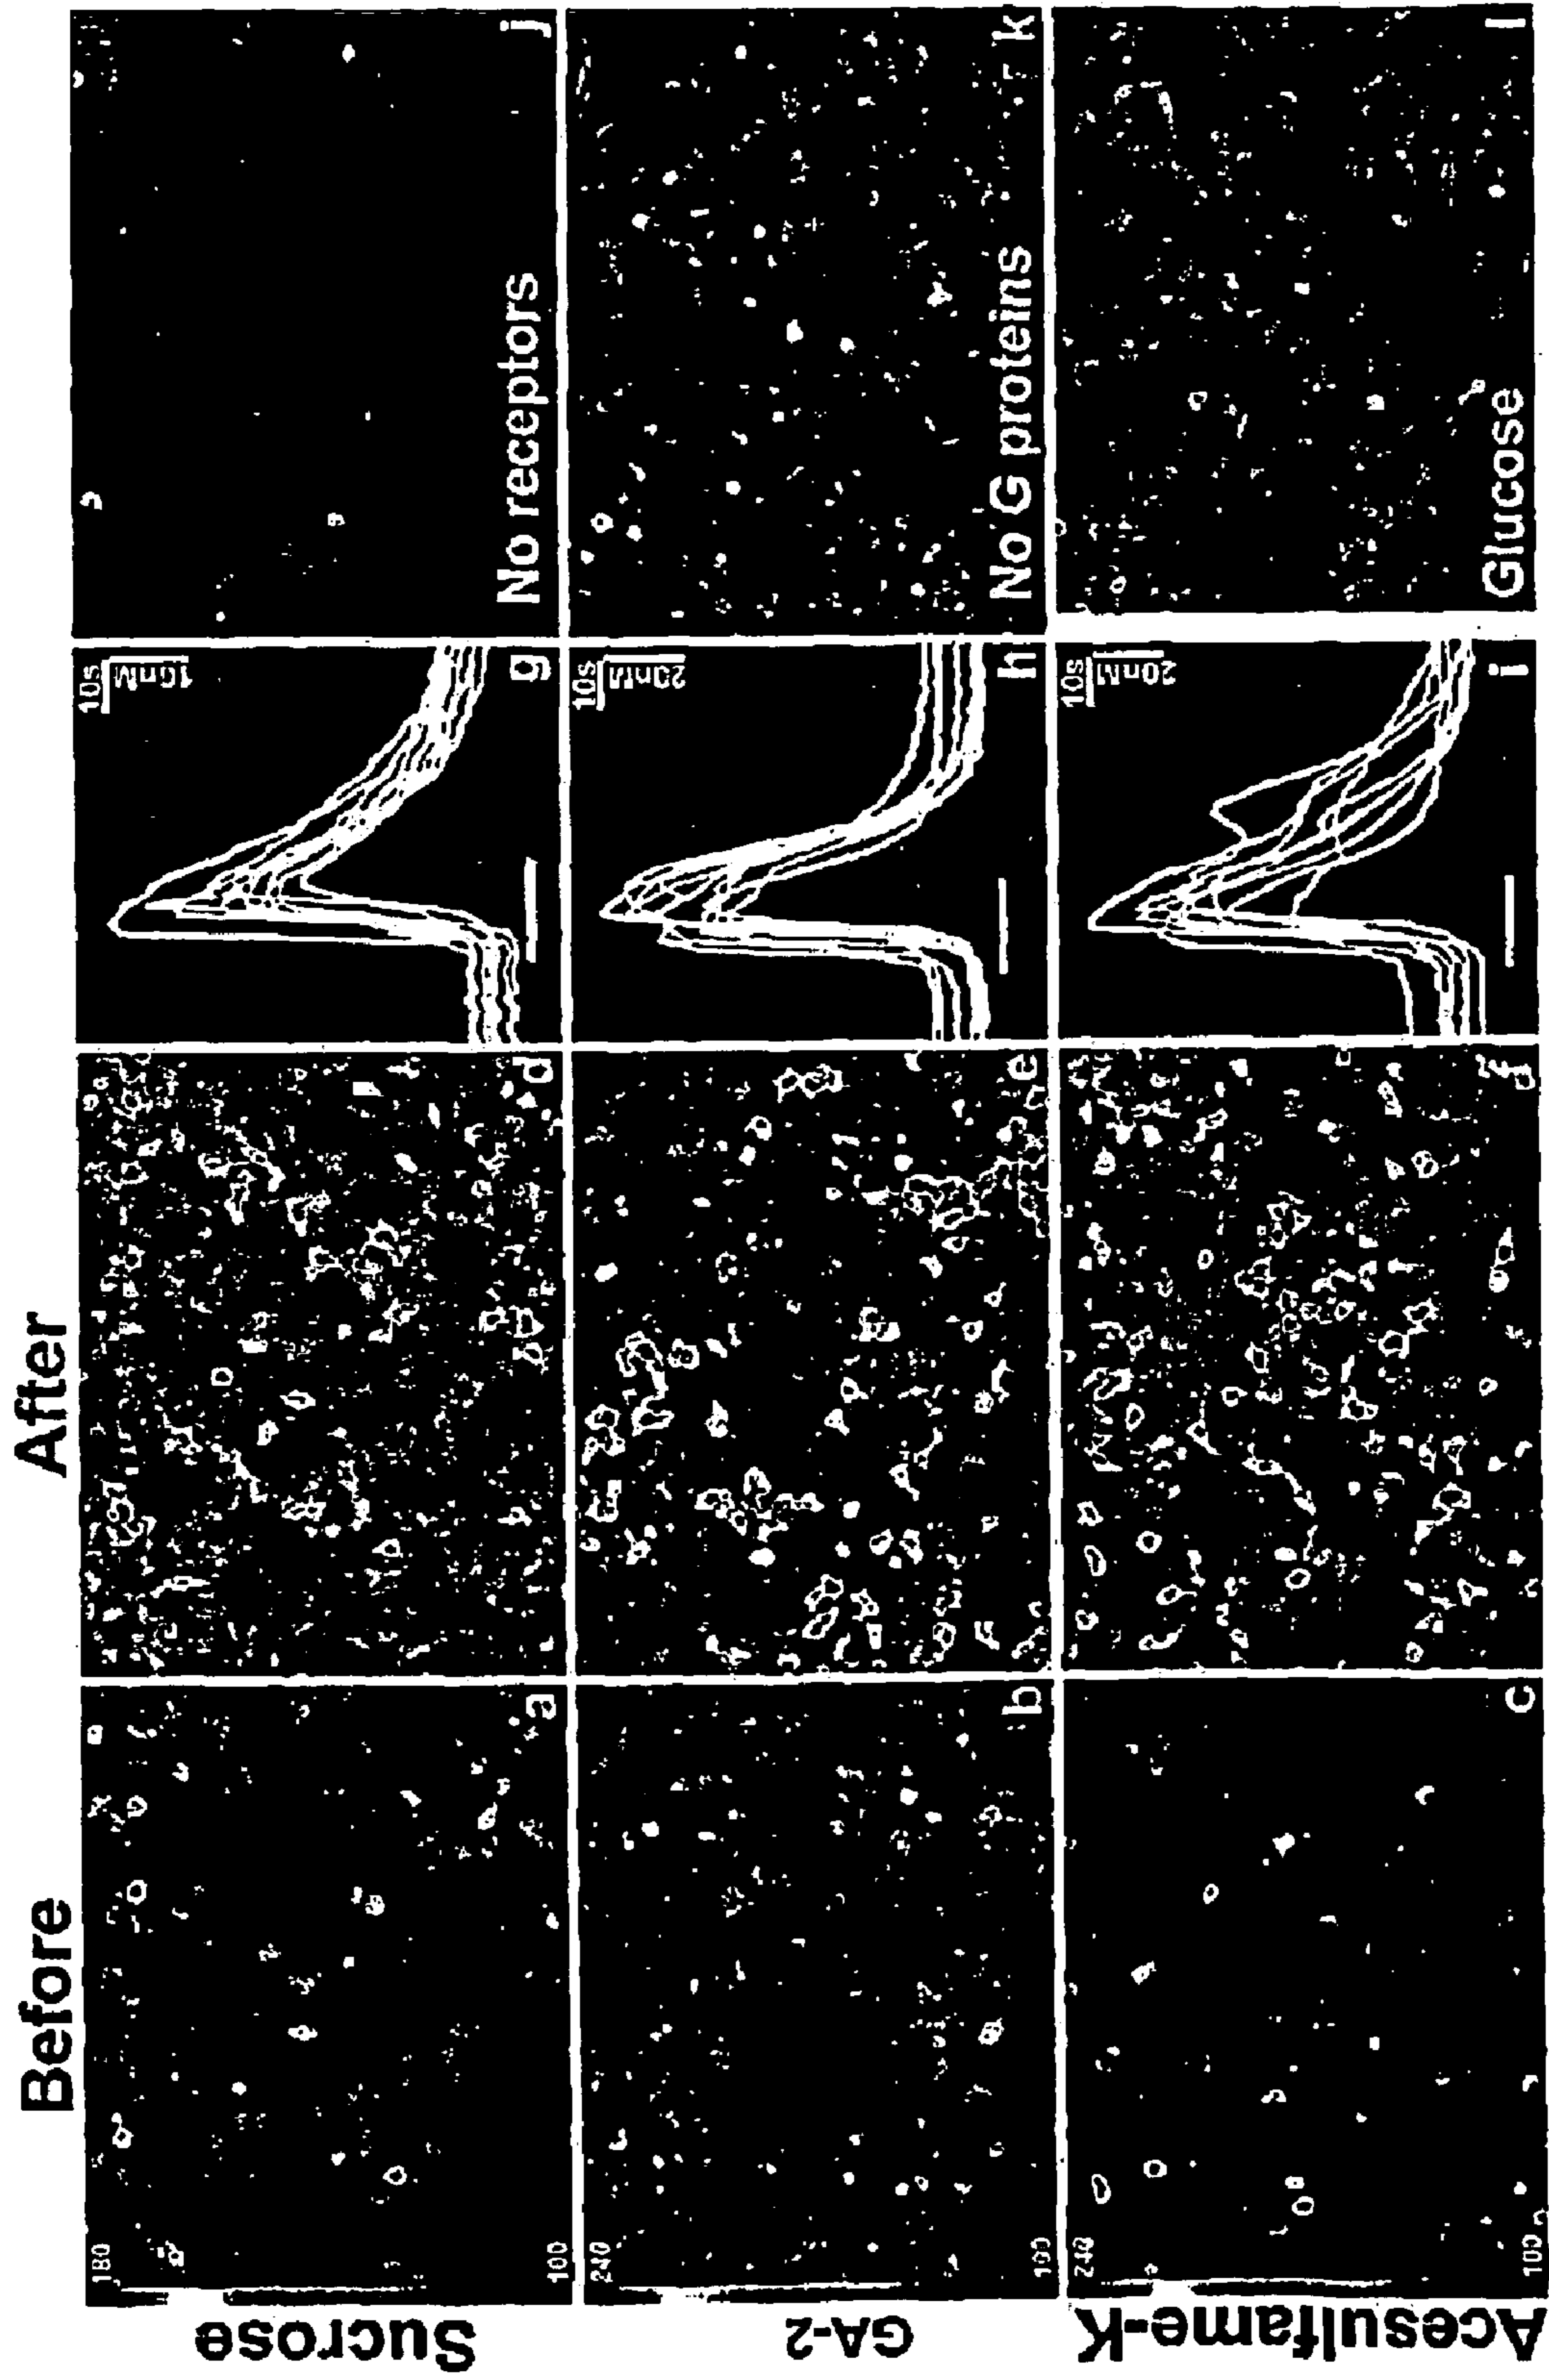 Before
After
Sucrose
180
100
a
d
10s
10nM
g
No receptors
j
GA-2
240
100
b
e
10s
20nM
h
No G proteins
k
Acesulfame-K
240
100
c
f
10s
20nM
i
Glucose
l